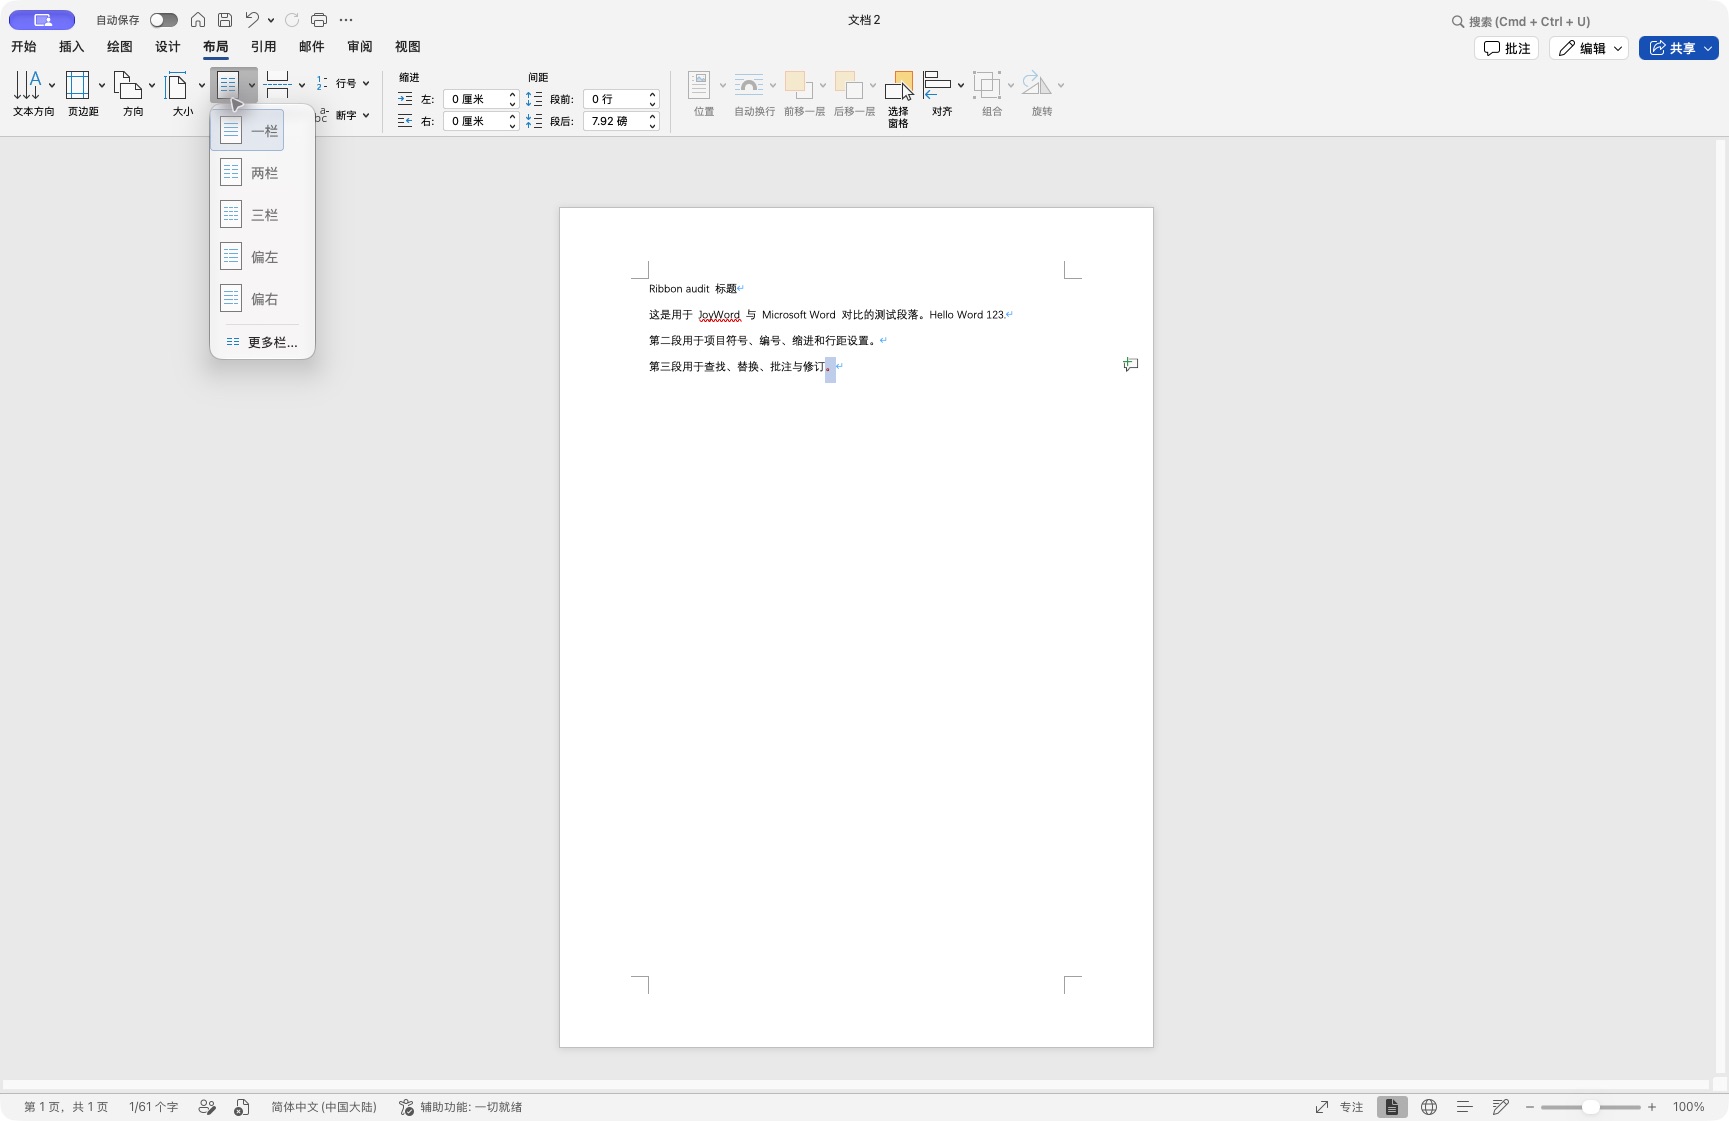 自动保存
文档 2
搜索 (Cmd + Ctrl + U)
开始 插入 绘图 设计 布局 引用 邮件 审阅 视图
批注 编辑 共享
文本方向 页边距 方向 大小
行号
断字
缩进
左: 0 厘米
右: 0 厘米
间距
段前: 0 行
段后: 7.92 磅
位置 自动换行 前移一层 后移一层 选择窗格 对齐 组合 旋转
一栏
两栏
三栏
偏左
偏右
更多栏...
Ribbon audit 标题
这是用于 JoyWord 与 Microsoft Word 对比的测试段落。Hello Word 123.
第二段用于项目符号、编号、缩进和行距设置。
第三段用于查找、替换、批注与修订。
第 1 页，共 1 页 1/61 个字 简体中文 (中国大陆) 辅助功能: 一切就绪 专注 100%